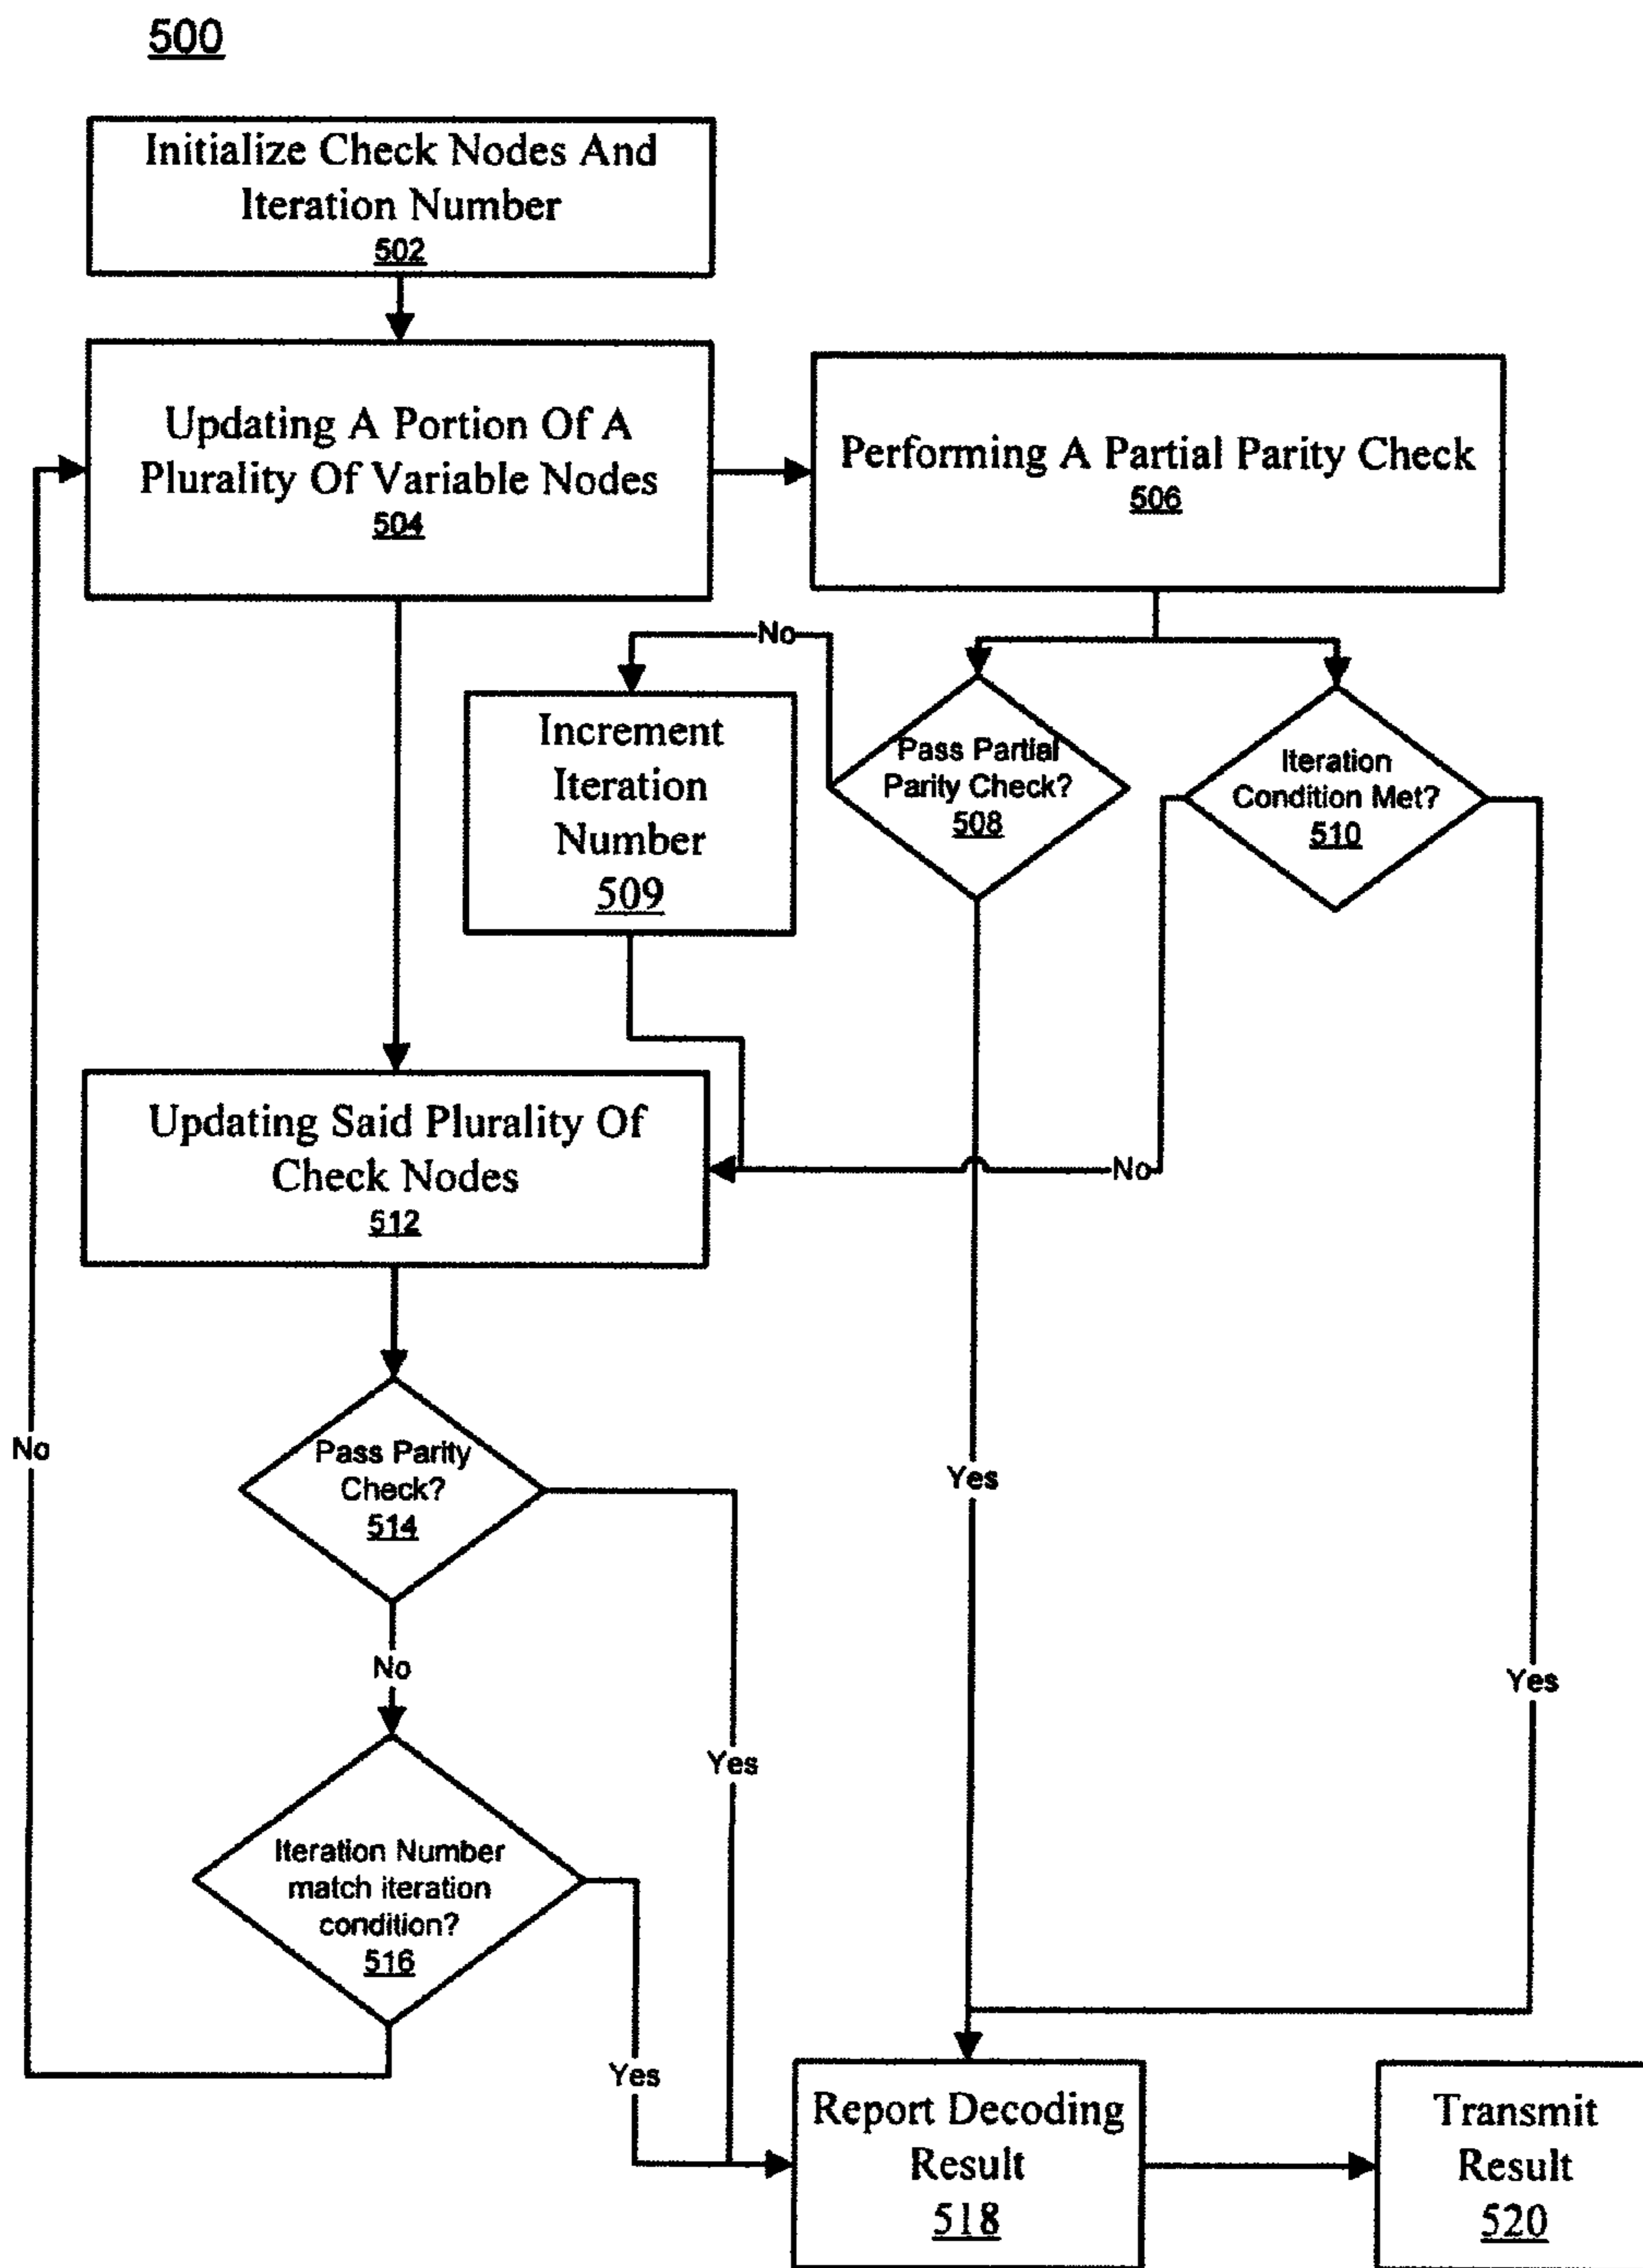 500
Initialize Check Nodes And
Iteration Number
502
Updating A Portion Of A
Plurality Of Variable Nodes
504
Performing A Partial Parity Check
506
No
Increment
Iteration
Number
509
Pass Partial
Parity Check?
508
Iteration
Condition Met?
510
Updating Said Plurality Of
Check Nodes
512
No
Pass Parity
Check?
514
No
Yes
No
Yes
Yes
Iteration Number
match iteration
condition?
516
Yes
Report Decoding
Result
518
Transmit
Result
520